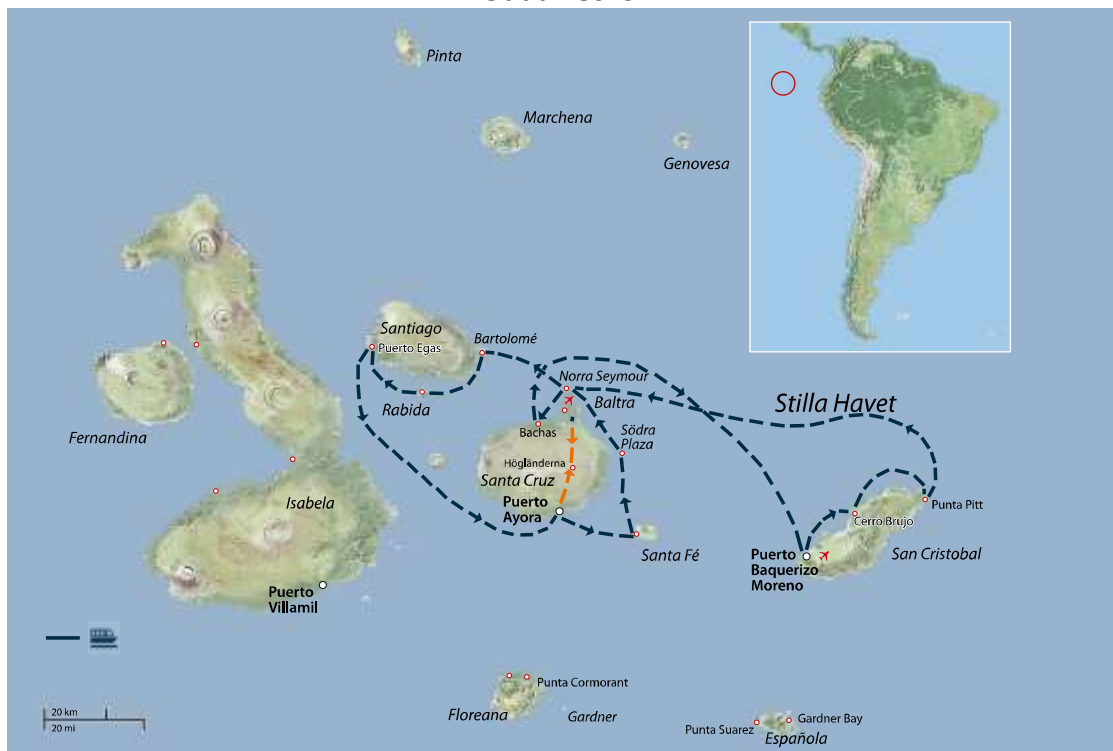 Pinta
Marchena
Genovesa
Santiago
Puerto Egas
Bartolomé
Norra Seymour
Baltra
Stilla Havet
Rabida
Fernandina
Bachas
Södra
Plaza
Höglånderna
Santa Cruz
Isabela
Puerto
Ayora
Punta Pitt
Cerro Brujo
Santa Fé
San Cristobal
Puerto
Baquerizo
Moreno
Puerto
Villamil
Punta Cormorant
Floreana
Gardner
Punta Suarez
Gardner Bay
Española
20 km
20 mi